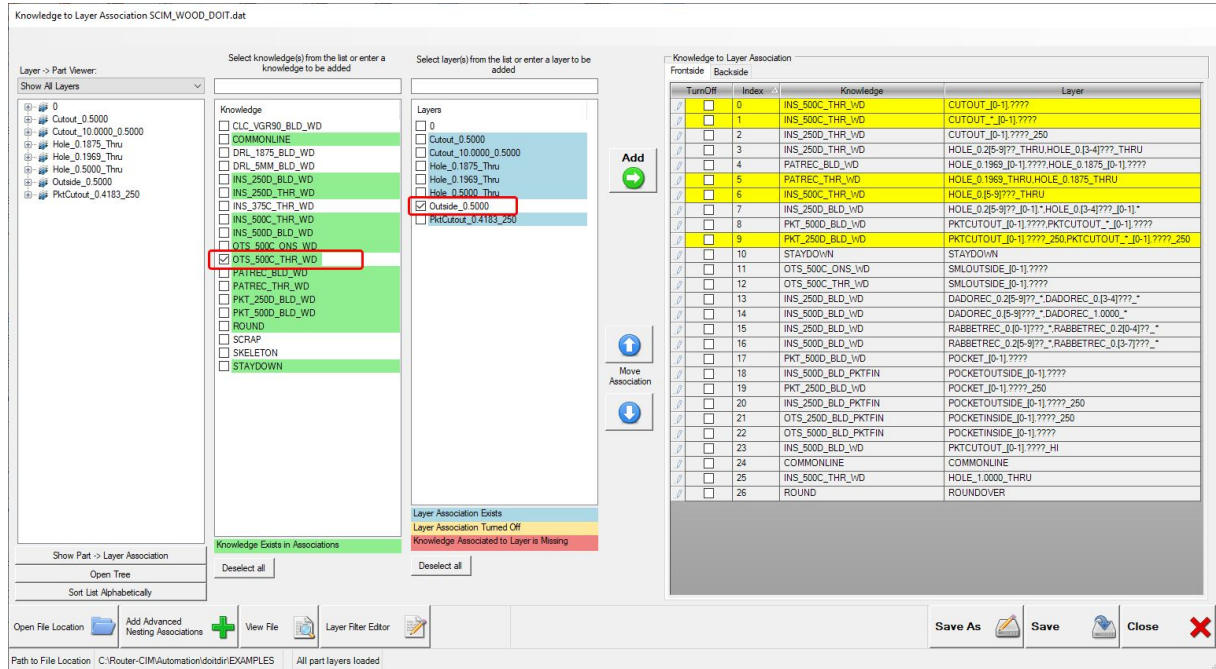 Knowledge to Layer Association SCIM_WOOD_DOIT.dat
Layer -> Part Viewer:
Show All Layers
0
Cutout_0.5000
Cutout_10.0000_0.5000
Hole_0.1875_Thru
Hole_0.1969_Thru
Hole_0.5000_Thru
Outside_0.5000
PktCutout_0.4183_250
Show Part -> Layer Association
Open Tree
Sort List Alphabetically
Select knowledge(s) from the list or enter a
knowledge to be added
Knowledge
CLC_VGR90_BLD_WD
COMMONLINE
DRL_1875_BLD_WD
DRL_5MM_BLD_WD
INS_250D_BLD_WD
INS_250D_THR_WD
INS_375C_THR_WD
INS_500C_THR_WD
INS_500D_BLD_WD
OTS_500C_ONS_WD
OTS_500C_THR_WD
PATREC_BLD_WD
PATREC_THR_WD
PKT_250D_BLD_WD
PKT_500D_BLD_WD
ROUND
SCRAP
SKELETON
STAYDOWN
Knowledge Exists in Associations
Deselect all
Select layer(s) from the list or enter a layer to be
added
Layers
0
Cutout_0.5000
Cutout_10.0000_0.5000
Hole_0.1875_Thru
Hole_0.1969_Thru
Hole_0.5000_Thru
Outside_0.5000
PktCutout_0.4183_250
Layer Association Exists
Layer Association Turned Off
Knowledge Associated to Layer is Missing
Deselect all
Add
Move
Association
Knowledge to Layer Association
Frontside Backside
TurnOff Index Knowledge Layer
0 INS_500C_THR_WD CUTOUT_[0-1].????
1 INS_500C_THR_WD CUTOUT_*_[0-1].????
2 INS_250D_THR_WD CUTOUT_[0-1].????_250
3 INS_250D_THR_WD HOLE_0.2[5-9]??_THRU,HOLE_0.[3-4]???_THRU
4 PATREC_BLD_WD HOLE_0.1969_[0-1].????,HOLE_0.1875_[0-1].????
5 PATREC_THR_WD HOLE_0.1969_THRU,HOLE_0.1875_THRU
6 INS_500C_THR_WD HOLE_0.[5-9]???_THRU
7 INS_250D_BLD_WD HOLE_0.2[5-9]??_[0-1].*,HOLE_0.[3-4]???_[0-1].*
8 PKT_500D_BLD_WD PKTCUTOUT_[0-1].????,PKTCUTOUT_*_[0-1].????
9 PKT_250D_BLD_WD PKTCUTOUT_[0-1].????_250,PKTCUTOUT_*_[0-1].????_250
10 STAYDOWN STAYDOWN
11 OTS_500C_ONS_WD SMLOUTSIDE_[0-1].????
12 OTS_500C_THR_WD SMLOUTSIDE_[0-1].????
13 INS_250D_BLD_WD DADOREC_0.2[5-9]??_*,DADOREC_0.[3-4]???_*
14 INS_500D_BLD_WD DADOREC_0.[5-9]???_*,DADOREC_1.0000_*
15 INS_250D_BLD_WD RABBETREC_0.[0-1]???_*,RABBETREC_0.2[0-4]??_*
16 INS_500D_BLD_WD RABBETREC_0.2[5-9]??_*,RABBETREC_0.[3-7]???_*
17 PKT_500D_BLD_WD POCKET_[0-1].????
18 INS_500D_BLD_PKTFIN POCKETOUTSIDE_[0-1].????
19 PKT_250D_BLD_WD POCKET_[0-1].????_250
20 INS_250D_BLD_PKTFIN POCKETOUTSIDE_[0-1].????_250
21 OTS_250D_BLD_PKTFIN POCKETINSIDE_[0-1].????_250
22 OTS_500D_BLD_PKTFIN POCKETINSIDE_[0-1].????
23 INS_500D_BLD_WD PKTCUTOUT_[0-1].????_HI
24 COMMONLINE COMMONLINE
25 INS_500C_THR_WD HOLE_1.0000_THRU
26 ROUND ROUNDOVER
Open File Location
Add Advanced
Nesting Associations
View File
Layer Filter Editor
Save As
Save
Close
Path to File Location C:\Router-CIM\Automation\doitdir\EXAMPLES All part layers loaded